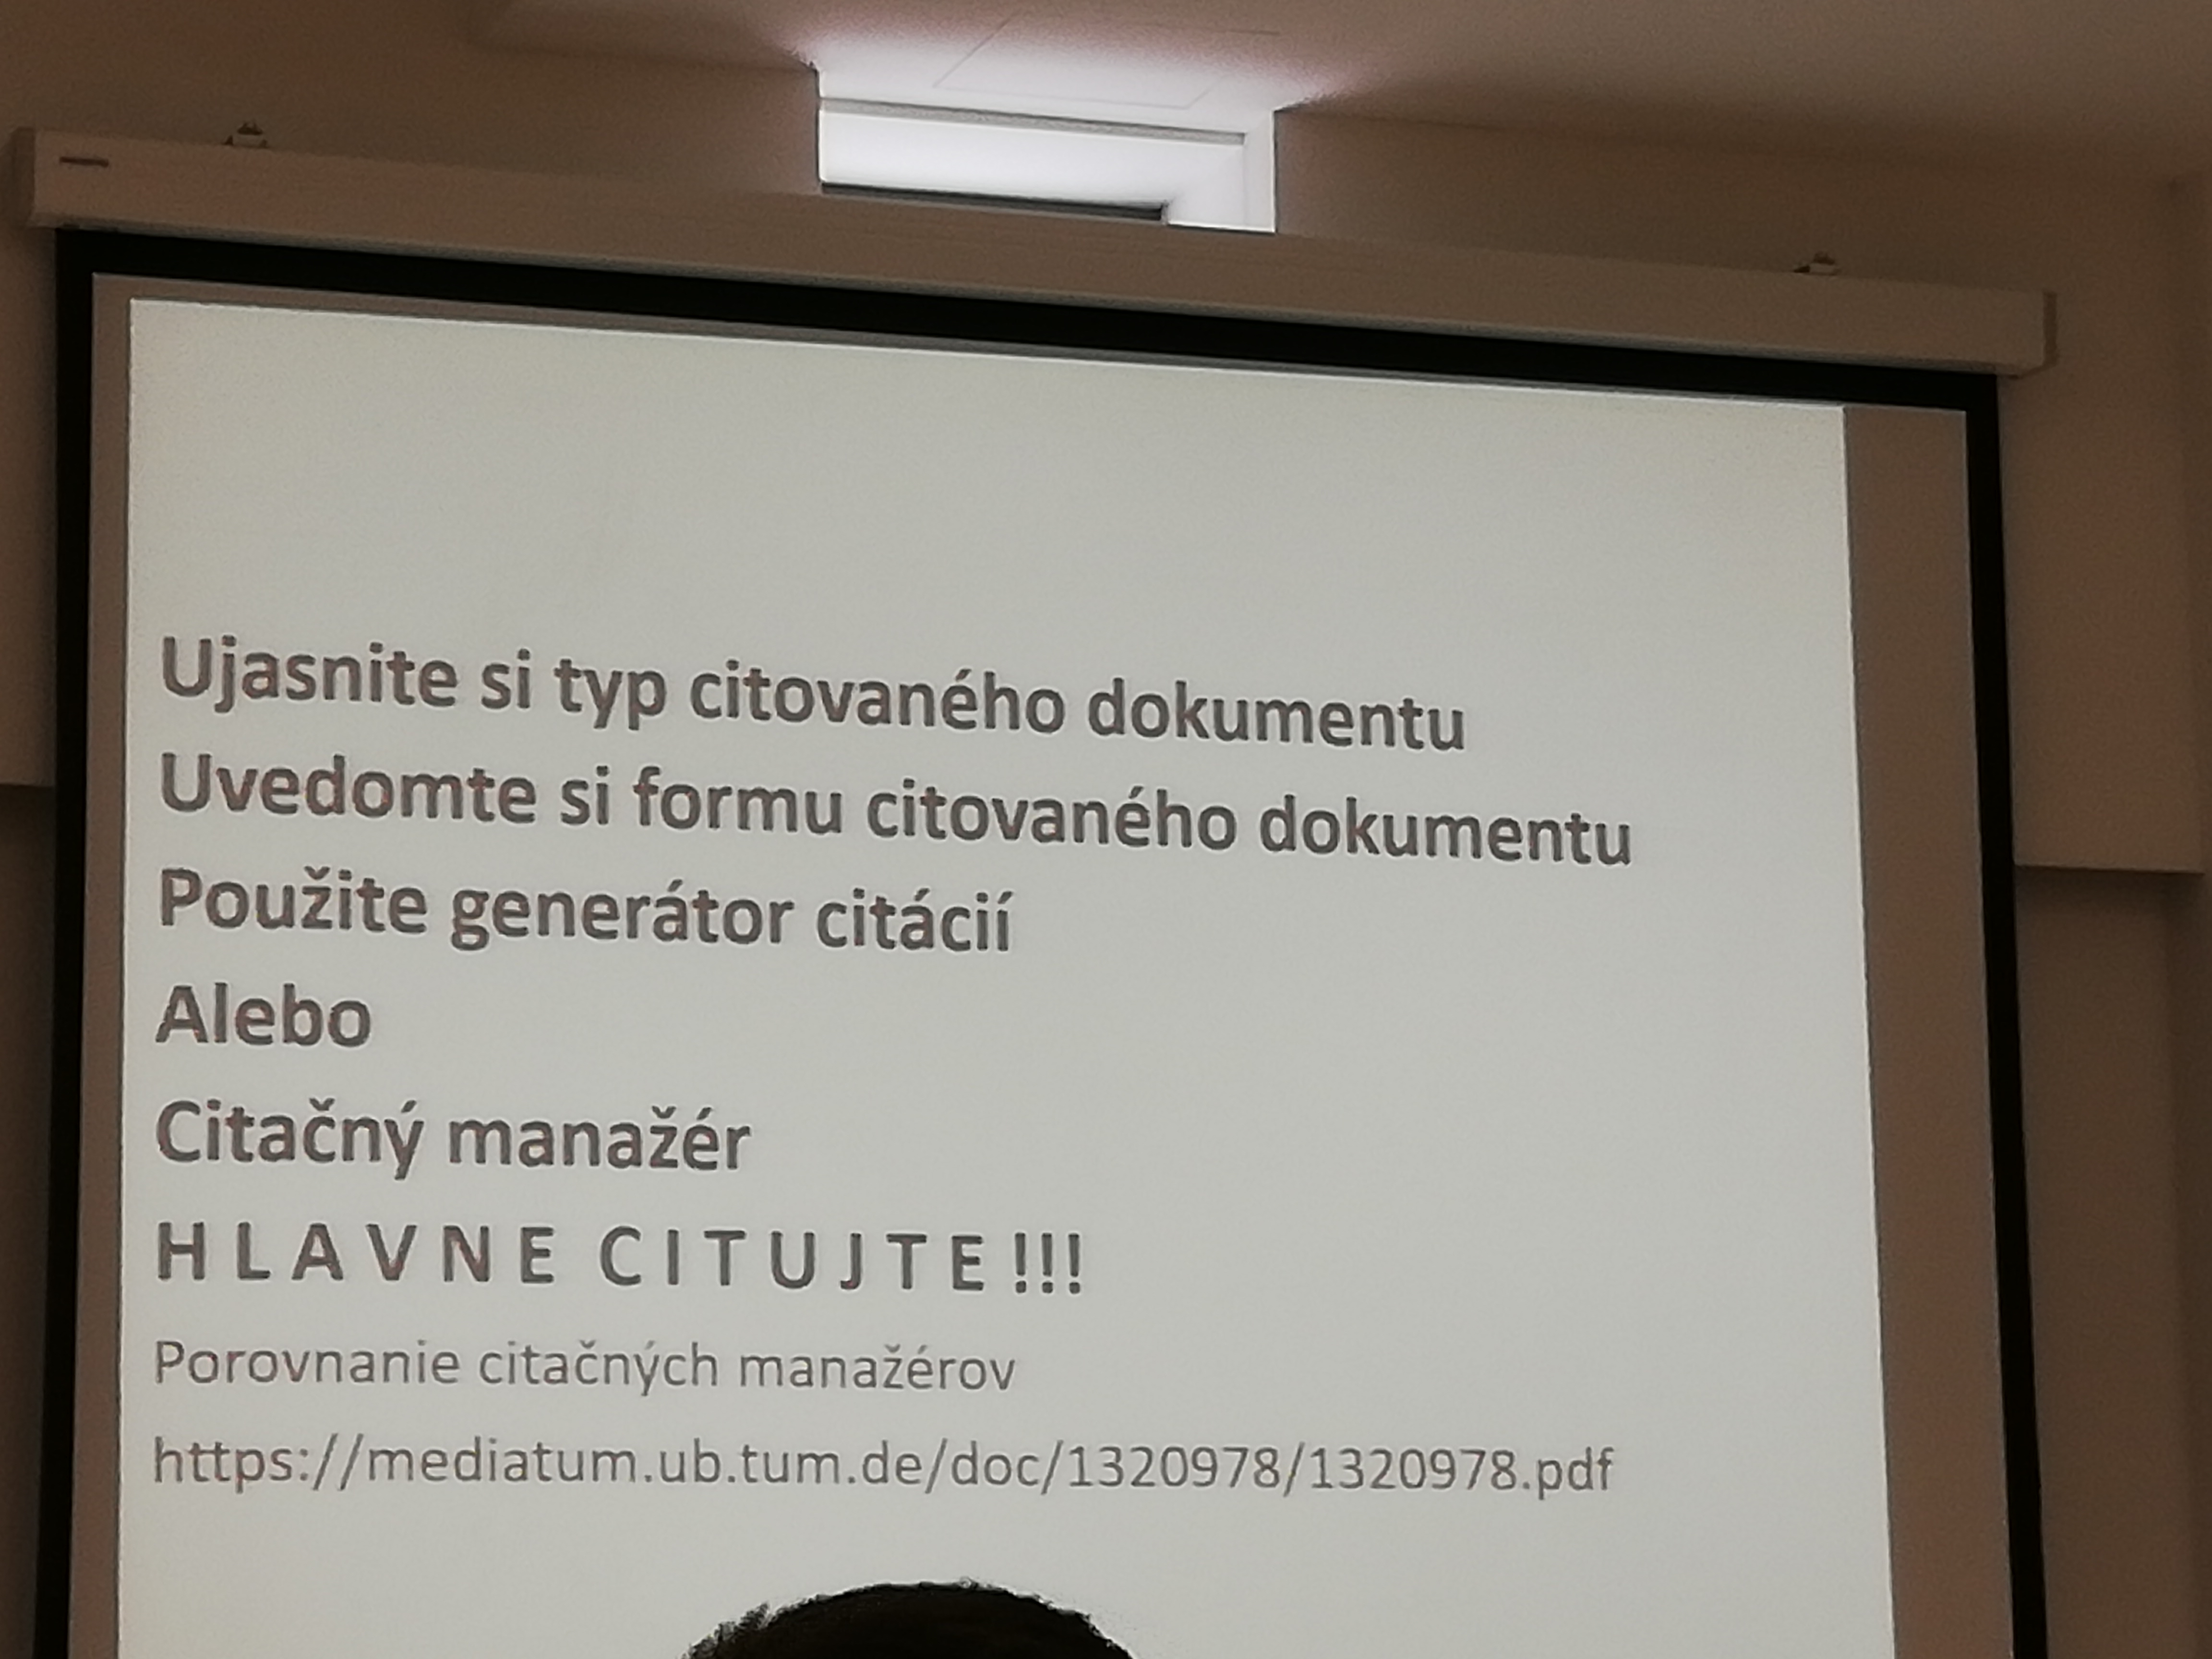 Ujasnite si typ citovaného dokumentu
Uvedomte si formu citovaného dokumentu
Použite generátor citácií
Alebo
Citačný manažér
H L A V N E C I T U J T E !!!
Porovnanie citačných manažérov
https://mediatum.ub.tum.de/doc/1320978/1320978.pdf